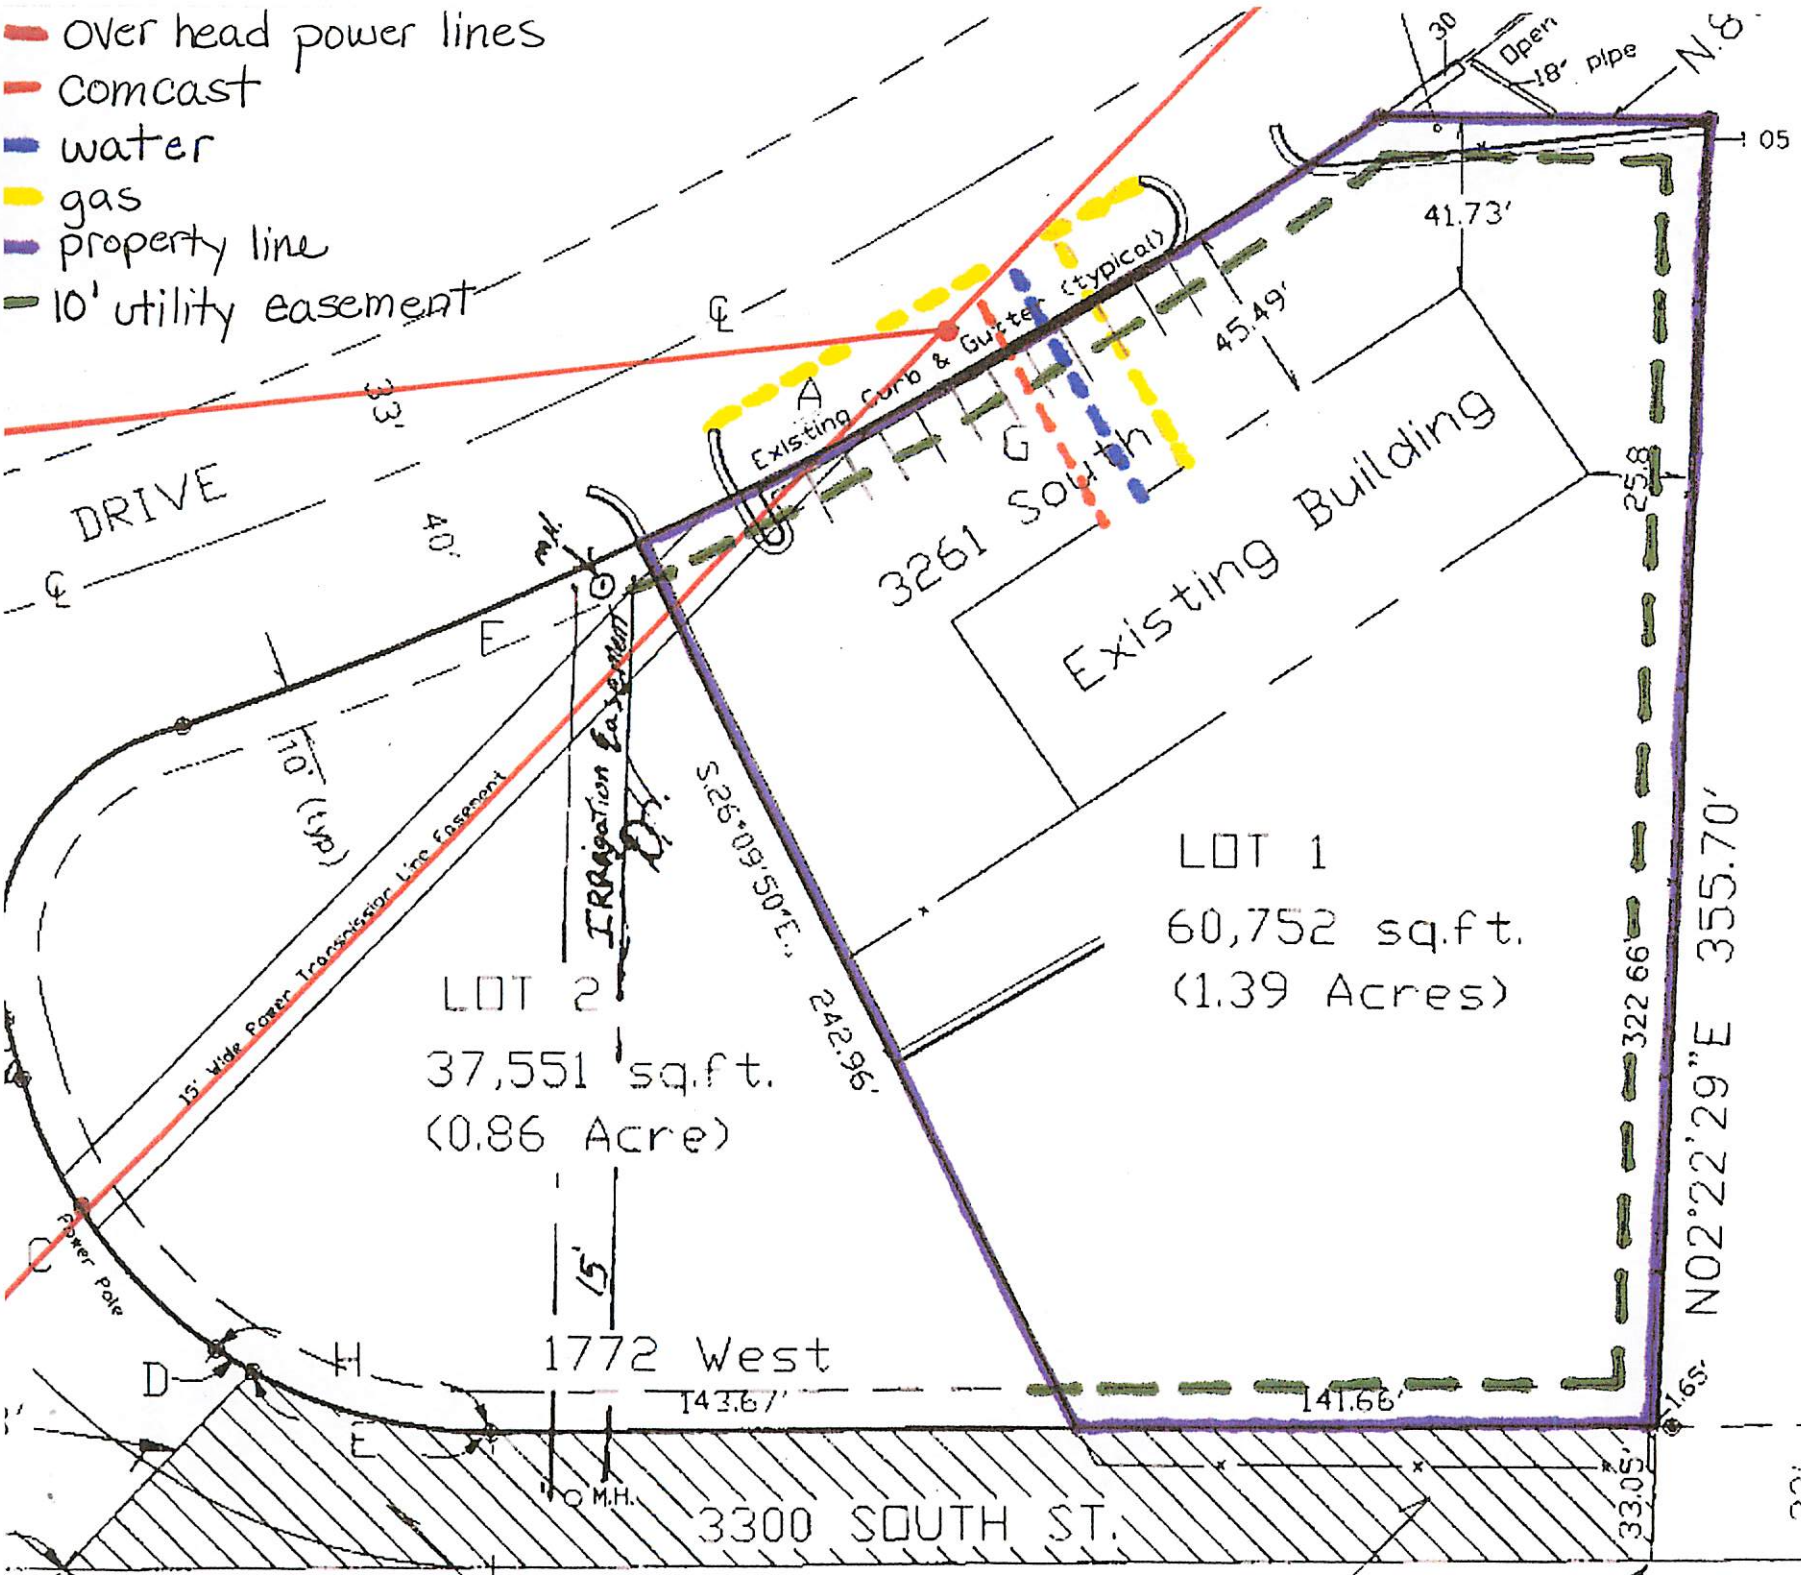 over head power lines
comcast
water
gas
property line
10' utility easement
30
Open
18" pipe
N.8
1 05
41.73'
(typical)
Existing Curb & Gutter
℄
33'
A
45.49'
DRIVE
40'
℄
G
3261 South
Existing Building
25.8
m.H.
E
10' (typ)
IRRigation Easement
15' Wide Power Transmission Line Easement
S.26°09'50"E., 242.96'
LOT 1
60,752 sq.ft.
(1.39 Acres)
322 66'
N02°22'29"E 355.70'
LOT 2
37,551 sq.ft.
(0.86 Acre)
C
Power Pole
15'
1772 West
D
H
143.67'
141.66'
1.65'
E
M.H.
3300 SOUTH ST.
33.05'